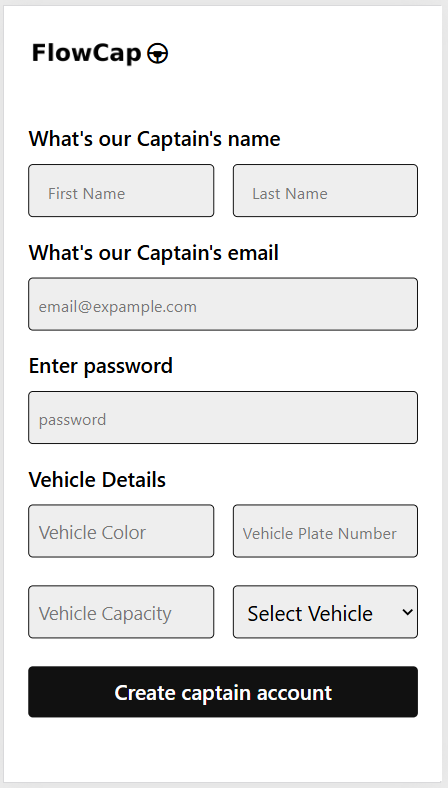 FlowCap
What's our Captain's name
First Name Last Name
What's our Captain's email
email@expample.com
Enter password
password
Vehicle Details
Vehicle Color Vehicle Plate Number
Vehicle Capacity Select Vehicle
Create captain account